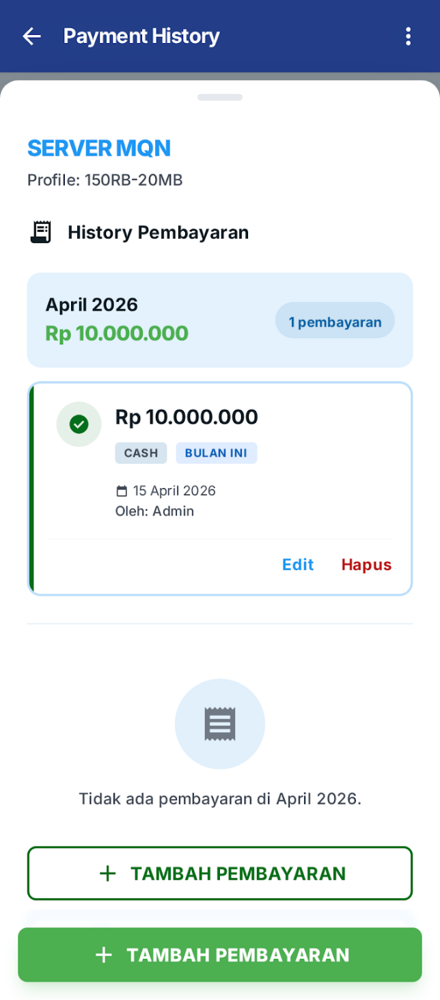 Payment History
SERVER MQN
Profile: 150RB-20MB
History Pembayaran
April 2026
Rp 10.000.000
1 pembayaran
Rp 10.000.000
CASH
BULAN INI
15 April 2026
Oleh: Admin
Edit
Hapus
Tidak ada pembayaran di April 2026.
+ TAMBAH PEMBAYARAN
+ TAMBAH PEMBAYARAN